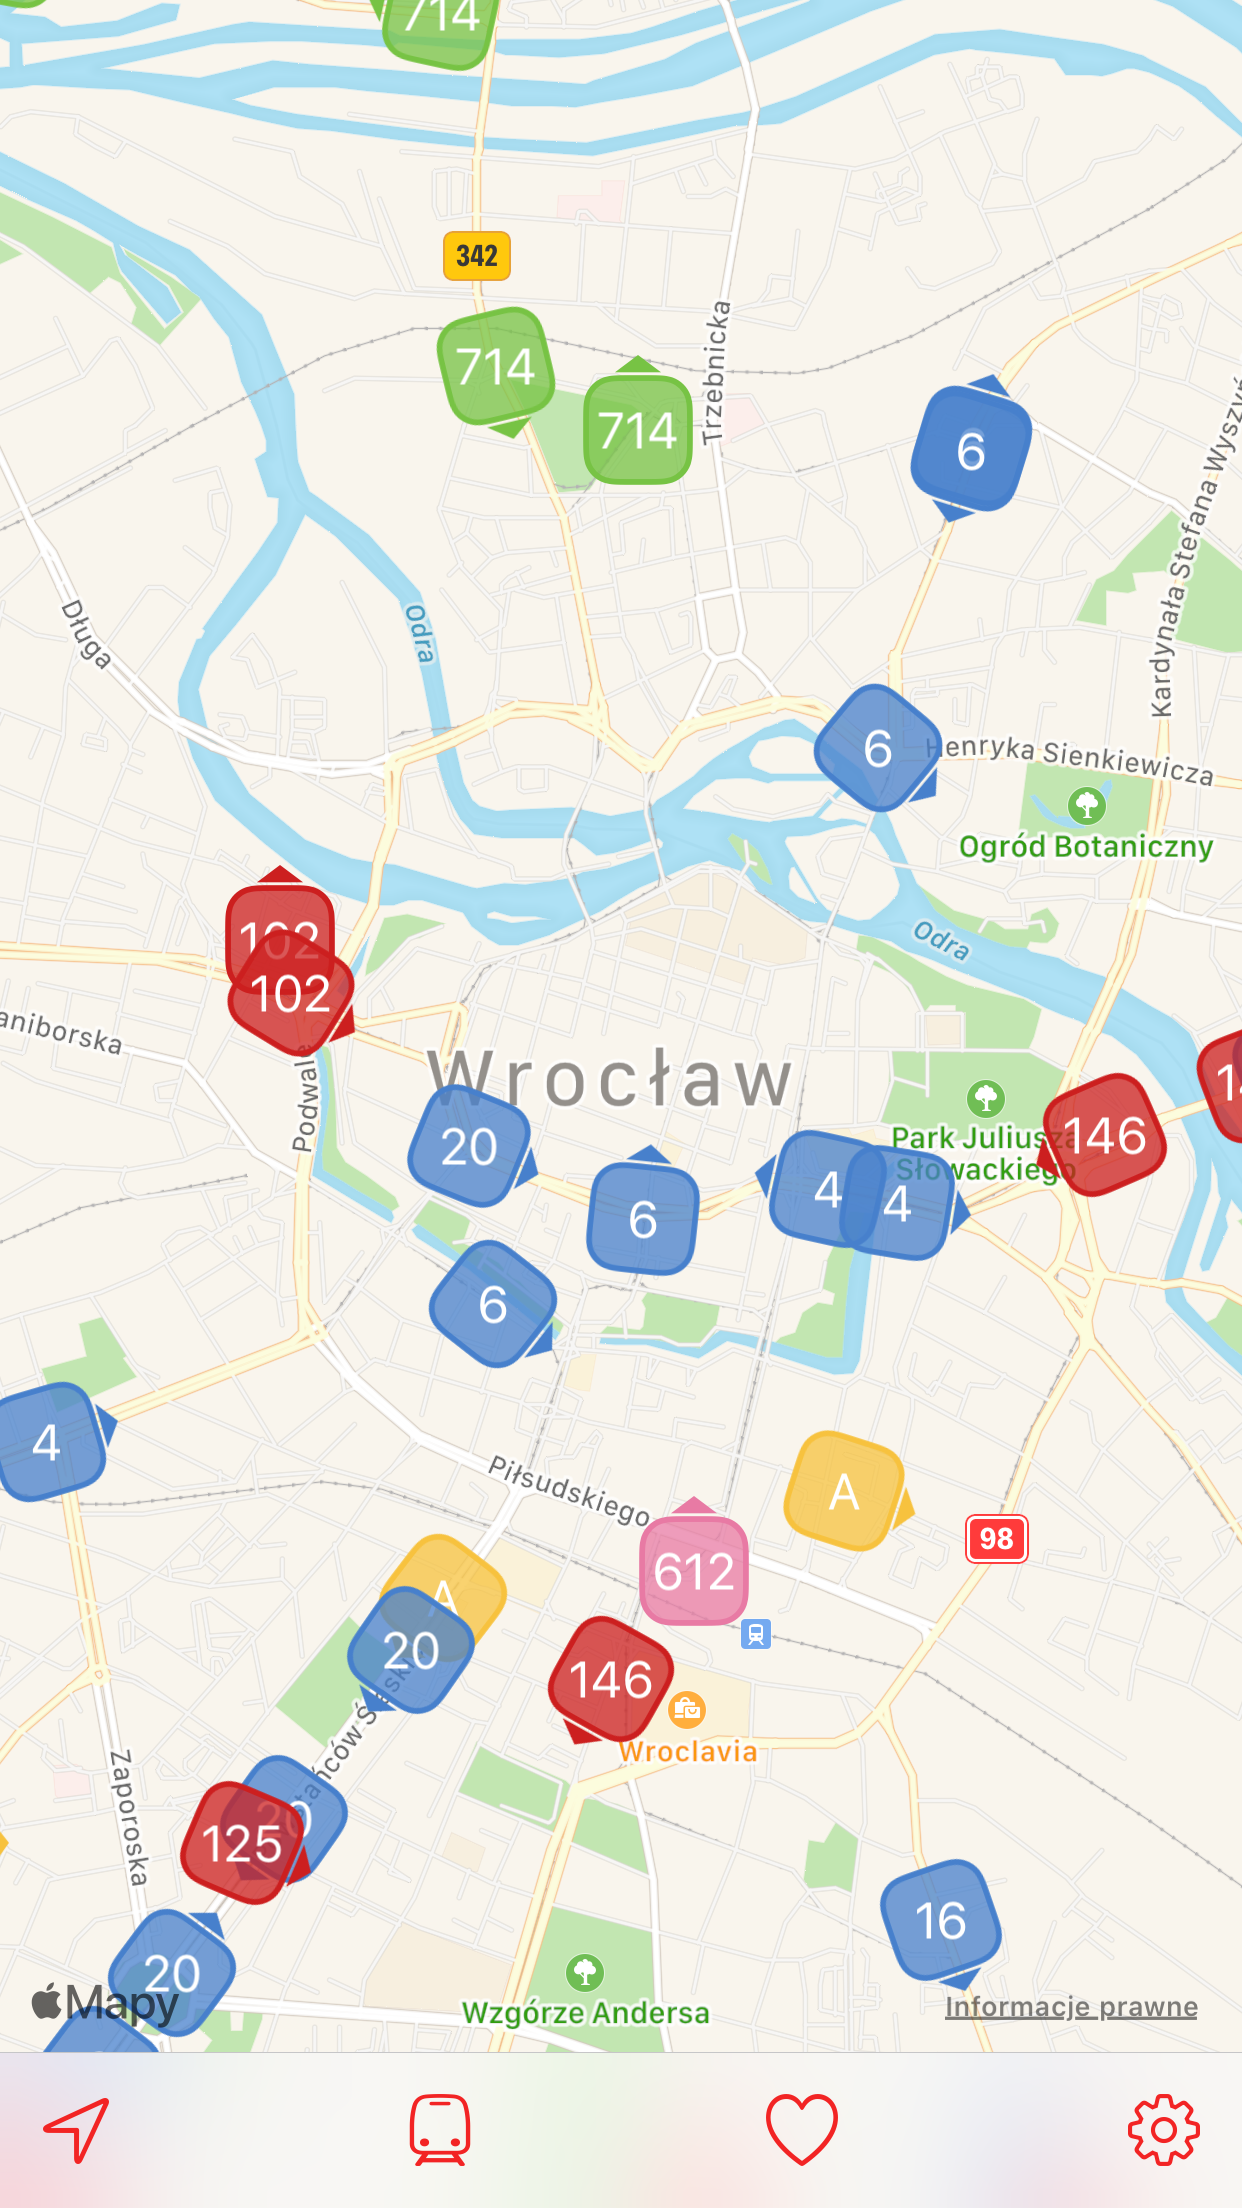 714
342
714
714
Trzebnicka
6
Kardynała Stefana Wyszyń
Długa
Odra
6
Henryka Sienkiewicza
Ogród Botaniczny
102
102
Odra
aniborska
Podwale
Wrocław
146
Park Juliusza
Słowackiego
20
6
4
4
6
4
Piłsudskiego
A
98
612
A
20
146
Wroclavia
Zaporoska
20
125
20
16
Mapy
Wzgórze Andersa
Informacje prawne